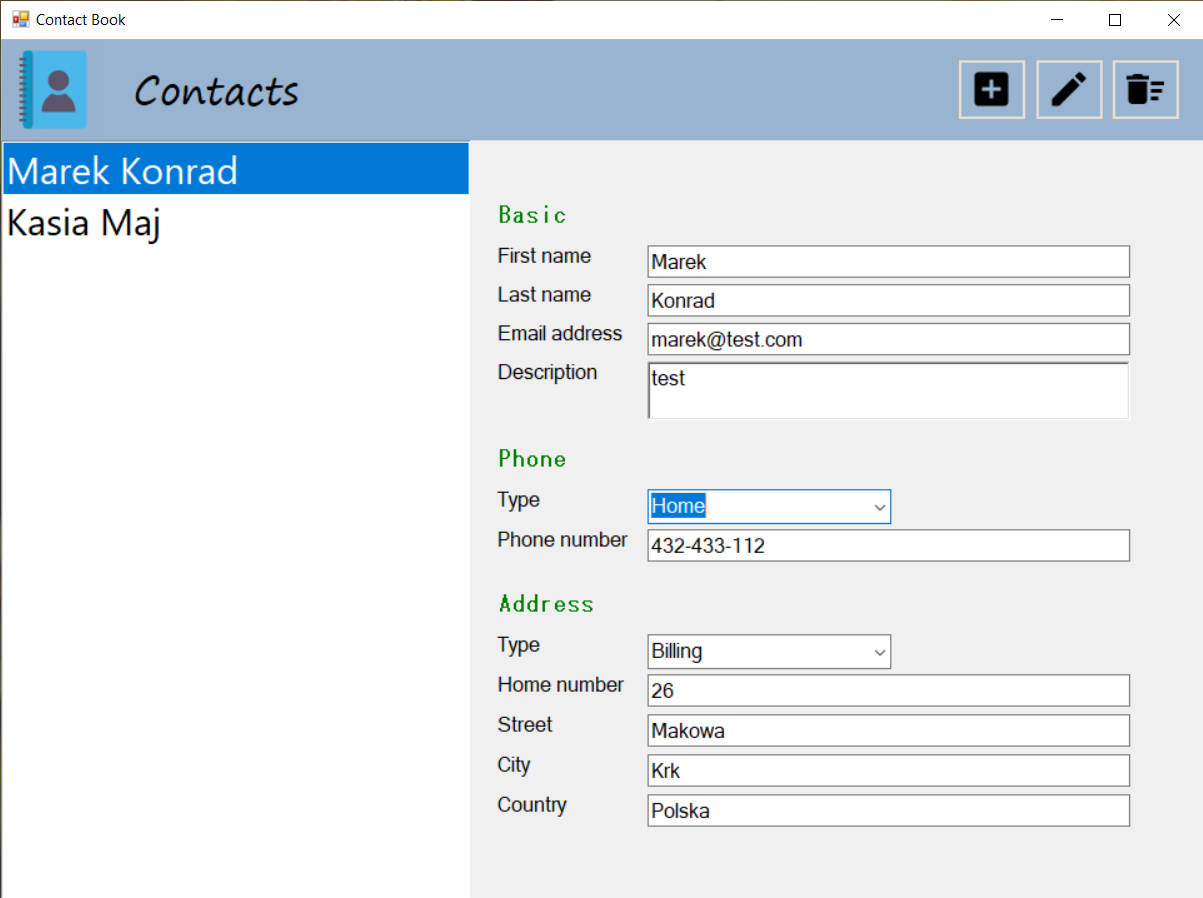 Contact Book
Contacts
Marek Konrad
Kasia Maj
Basic
First name Marek
Last name Konrad
Email address marek@test.com
Description test
Phone
Type Home
Phone number 432-433-112
Address
Type Billing
Home number 26
Street Makowa
City Krk
Country Polska